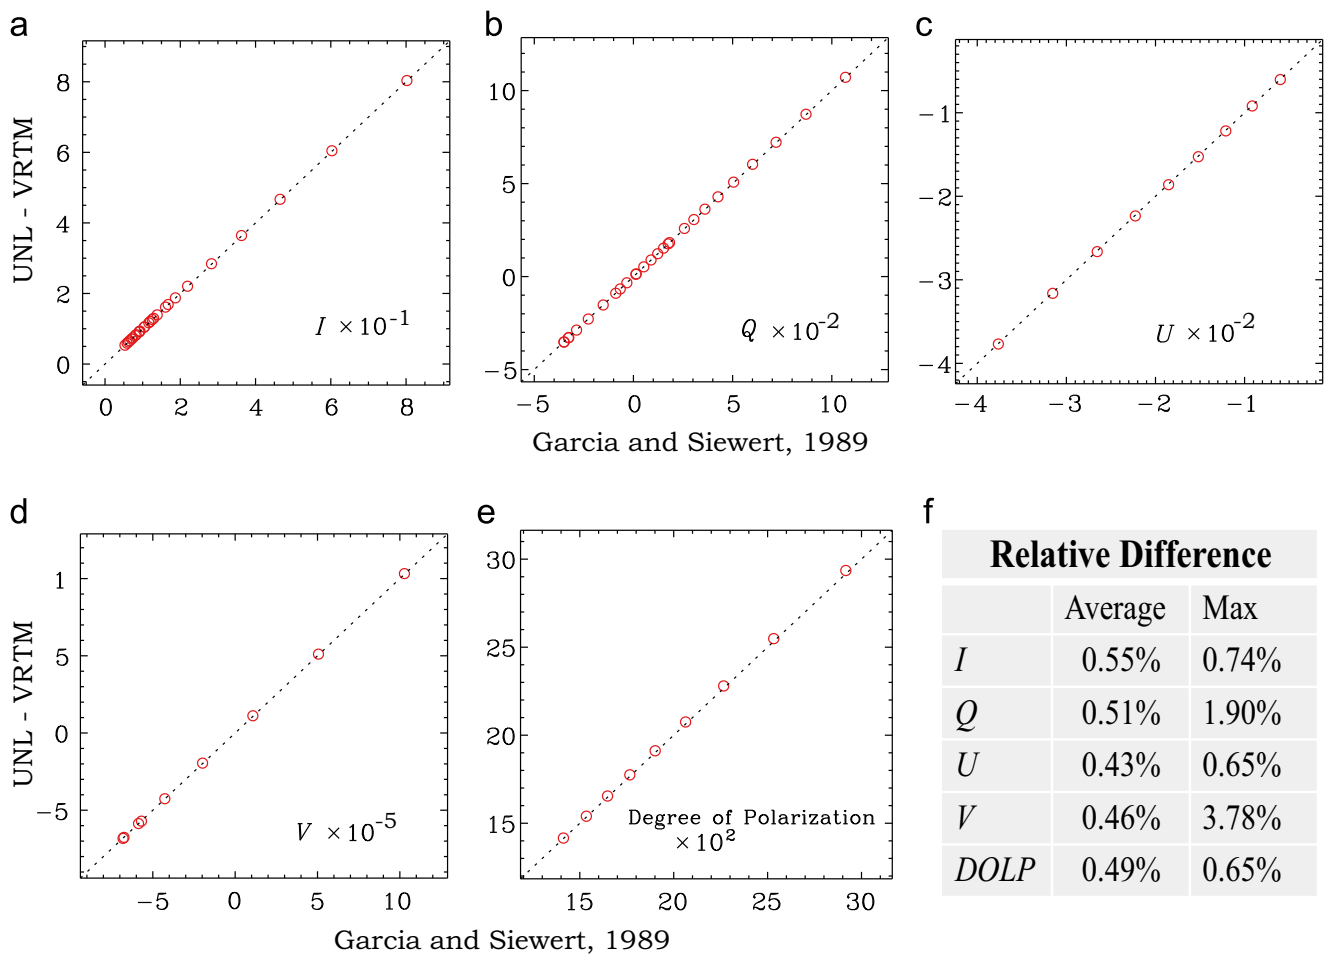 a
UNL - VRTM
8
6
4
2
0
0 2 4 6 8
I ×10⁻¹
b
10
5
0
−5
−5 0 5 10
Q ×10⁻²
c
−1
−2
−3
−4
−4 −3 −2 −1
U ×10⁻²
Garcia and Siewert, 1989
d
UNL - VRTM
1
5
0
−5
−5 0 5 10
V ×10⁻⁵
e
30
25
20
15
15 20 25 30
Degree of Polarization
×10²
Garcia and Siewert, 1989
f
Relative Difference
Average Max
I 0.55% 0.74%
Q 0.51% 1.90%
U 0.43% 0.65%
V 0.46% 3.78%
DOLP 0.49% 0.65%